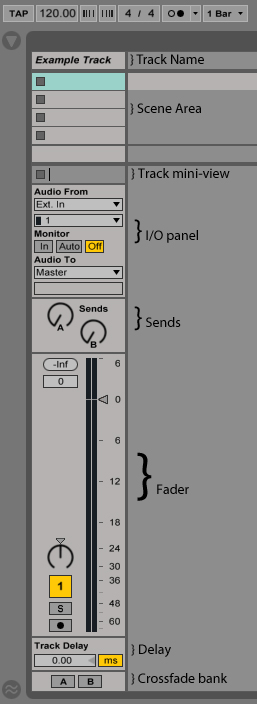 TAP 120.00 4 / 4 1 Bar
Example Track } Track Name
} Scene Area
} Track mini-view
Audio From
Ext. In
1
} I/O panel
Monitor
In Auto Off
Audio To
Master
Sends
A
B
} Sends
-Inf
0
6
0
6
12
18
24
30
36
48
60
} Fader
1
S
Track Delay
0.00 ms
} Delay
A B
} Crossfade bank